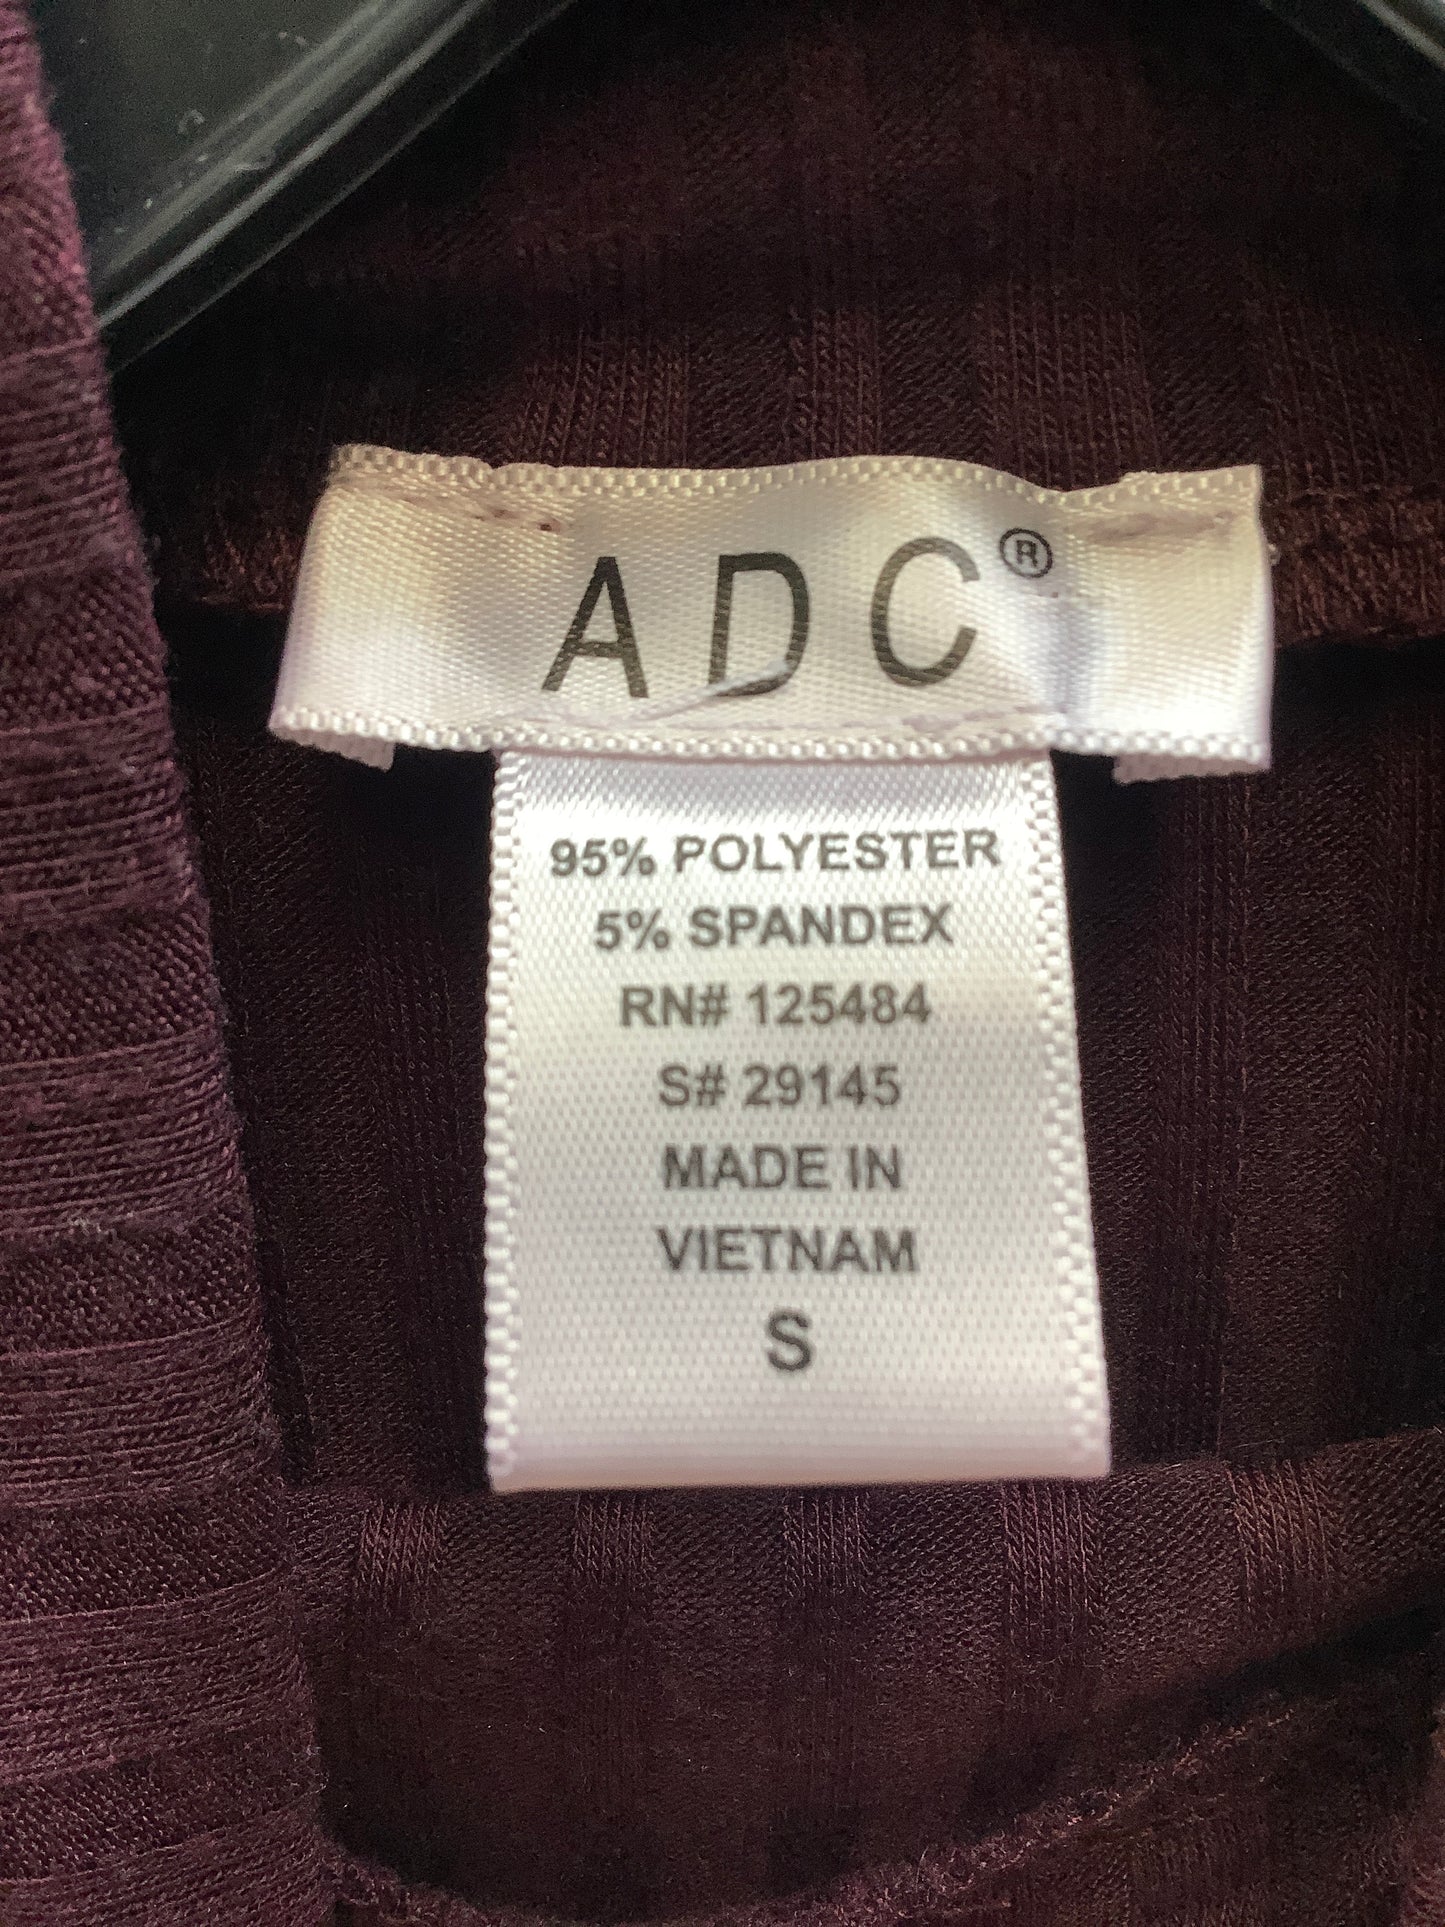 ADC®
95% POLYESTER
5% SPANDEX
RN# 125484
S# 29145
MADE IN
VIETNAM
S